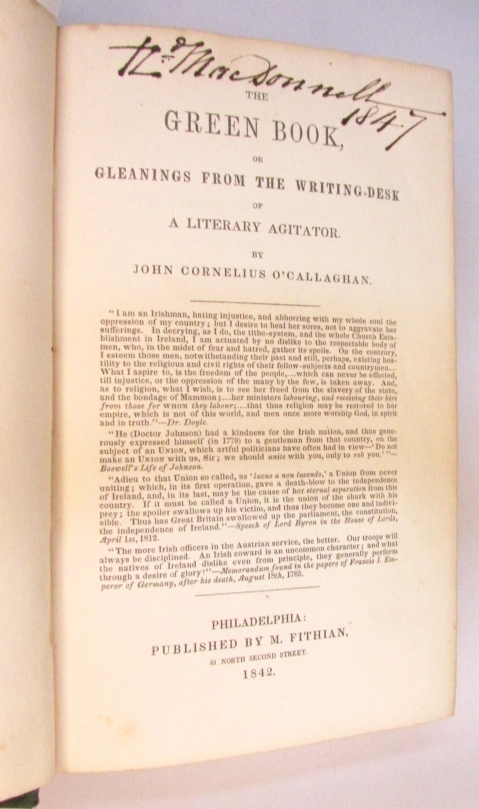 Hd MacDonnell
1847
THE
GREEN BOOK,
OR
GLEANINGS FROM THE WRITING-DESK
OF
A LITERARY AGITATOR.
BY
JOHN CORNELIUS O'CALLAGHAN.
"I am an Irishman, hating injustice, and abhorring with my whole soul the
oppression of my country; but I desire to heal her sores, not to aggravate her
sufferings. In decrying, as I do, the tithe-system, and the whole Church Esta-
blishment in Ireland, I am actuated by no dislike to the respectable body of
men, who, in the midst of fear and hatred, gather its spoils. On the contrary,
I esteem those men, notwithstanding their past and still, perhaps, existing hos-
tility to the religious and civil rights of their fellow-subjects and countrymen....
What I aspire to, is the freedom of the people,....which can never be effected,
till injustice, or the oppression of the many by the few, is taken away. And,
as to religion, what I wish, is to see her freed from the slavery of the state,
and the bondage of Mammon;....her ministers labouring, and receiving their hire
from those for WHOM they labour;....that thus religion may be restored to her
empire, which is not of this world, and men once more worship God, in spirit
and in truth."—Dr. Doyle.
"He (Doctor Johnson) had a kindness for the Irish nation, and thus gene-
rously expressed himself (in 1779) to a gentleman from that country, on the
subject of an UNION, which artful politicians have often had in view—'Do not
make an UNION with us, Sir; we should unite with you, only to rob you.'"—
Boswell's Life of Johnson.
"Adieu to that Union so called, as 'lucus a non lucendo,' a Union from never
uniting; which, in its first operation, gave a death-blow to the independence
of Ireland, and, in its last, may be the cause of her eternal separation from this
country. If it must be called a Union, it is the union of the shark with his
prey; the spoiler swallows up his victim, and thus they become one and indivi-
sible. Thus has Great Britain swallowed up the parliament, the constitution,
the independence of Ireland."—Speech of Lord Byron in the House of Lords,
April 1st, 1812.
"The more Irish officers in the Austrian service, the better. Our troops will
always be disciplined. An Irish coward is an uncommon character; and what
the natives of Ireland dislike even from principle, they generally perform
through a desire of glory!"—Memorandum found in the papers of Francis I. Em-
peror of Germany, after his death, August 18th, 1765.
PHILADELPHIA:
PUBLISHED BY M. FITHIAN,
61 NORTH SECOND STREET.
1842.